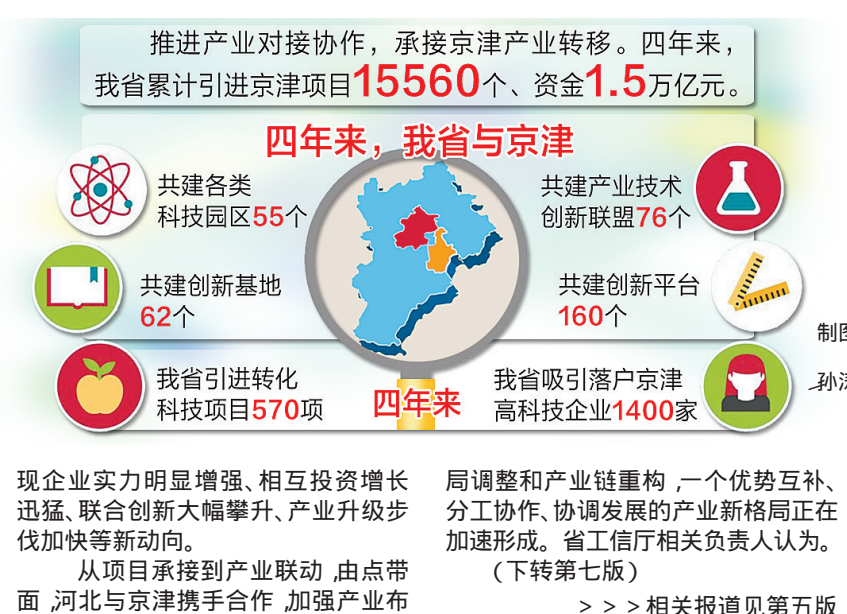 推进产业对接协作，承接京津产业转移。四年来，
我省累计引进京津项目15560个、资金1.5万亿元。
四年来，我省与京津
共建各类
科技园区55个
共建产业技术
创新联盟76个
共建创新基地
62个
共建创新平台
160个
我省引进转化
科技项目570项
四年来
我省吸引落户京津
高科技企业1400家
制图
孙
现企业实力明显增强、相互投资增长
迅猛、联合创新大幅攀升、产业升级步
伐加快等新动向。
从项目承接到产业联动,由点带
面,河北与京津携手合作,加强产业布
局调整和产业链重构,一个优势互补、
分工协作、协调发展的产业新格局正在
加速形成。省工信厅相关负责人认为。
（下转第七版）
>>>相关报道见第五版